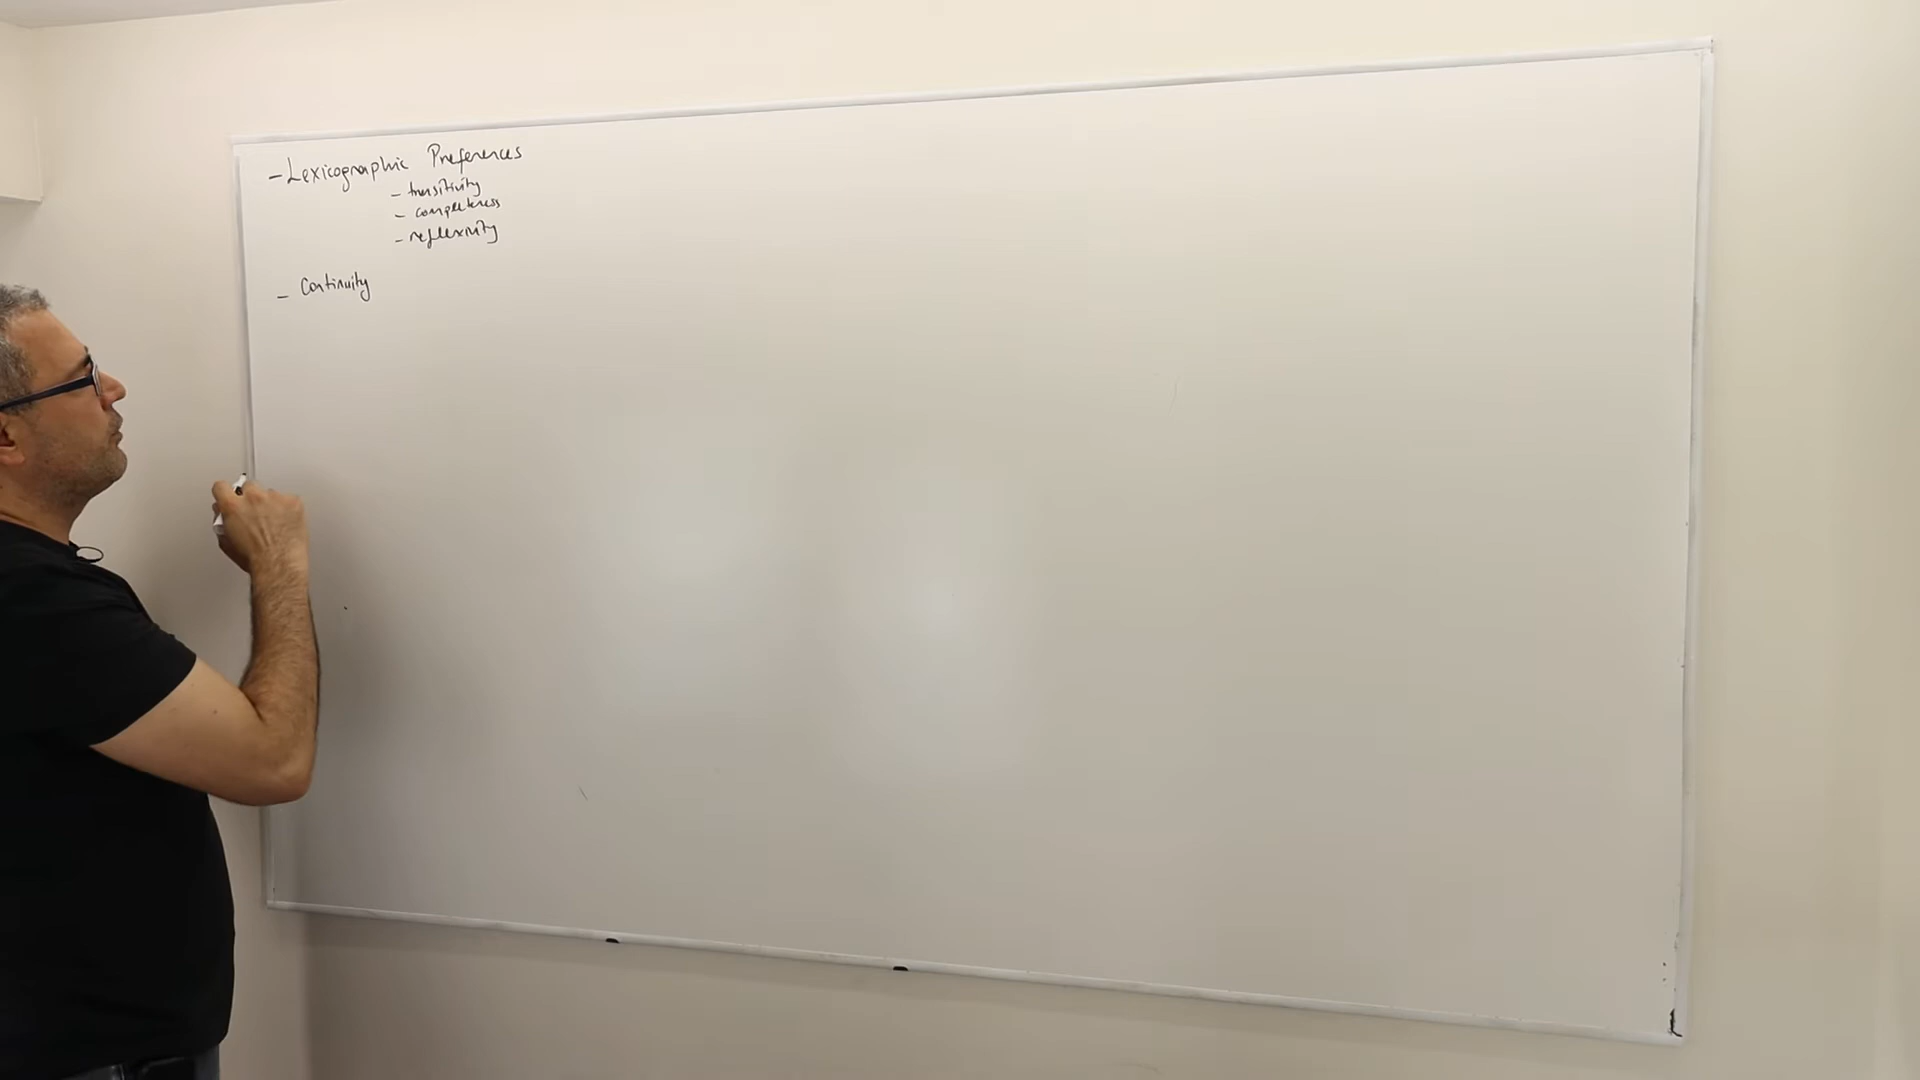 - Lexicographic Preferences
- transitivity
- completeness
- reflexivity
- Continuity